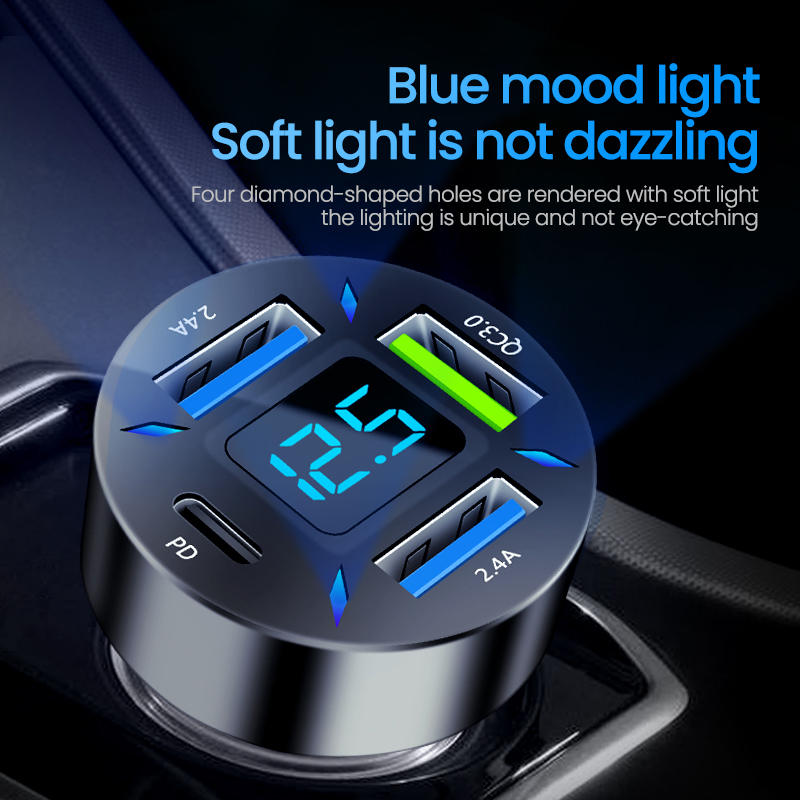 Blue mood light
Soft light is not dazzling
Four diamond-shaped holes are rendered with soft light
the lighting is unique and not eye-catching
2.4A
QC3.0
12.5
PD
2.4A